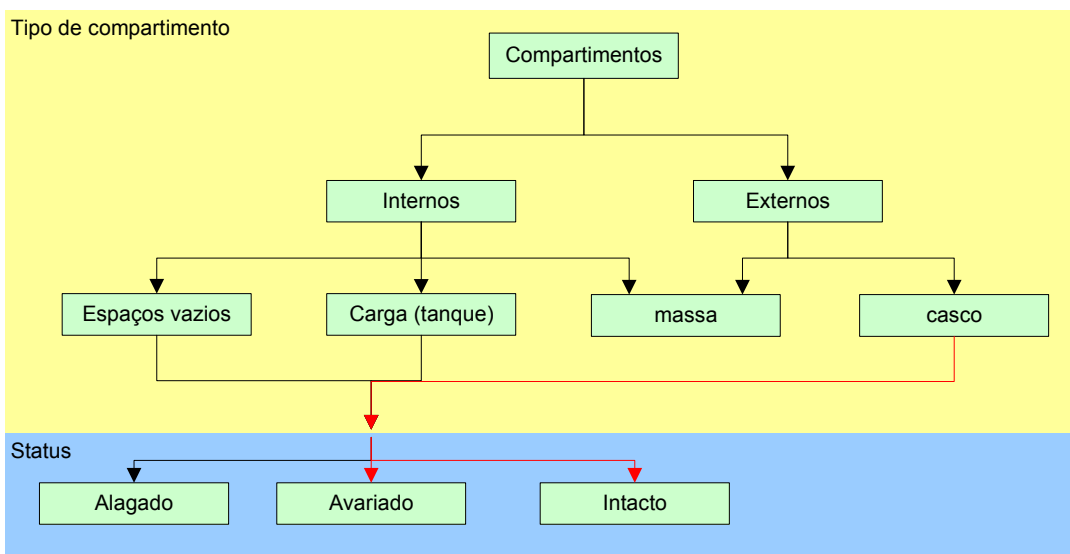 Tipo de compartimento
Compartimentos
Internos
Externos
Espaços vazios
Carga (tanque)
massa
casco
Status
Alagado
Avariado
Intacto